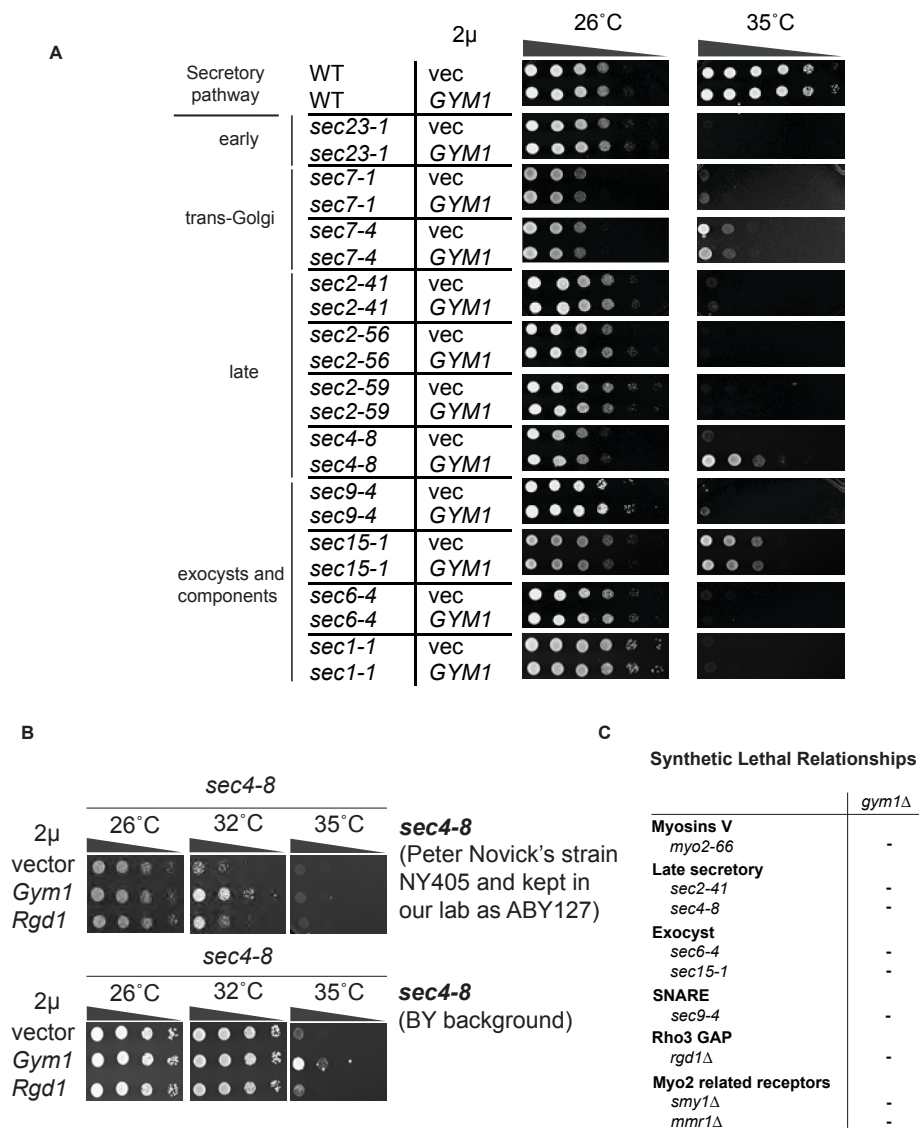 A
2µ
26˚C
35˚C
Secretory pathway
WT vec
WT GYM1
early
sec23-1 vec
sec23-1 GYM1
trans-Golgi
sec7-1 vec
sec7-1 GYM1
sec7-4 vec
sec7-4 GYM1
late
sec2-41 vec
sec2-41 GYM1
sec2-56 vec
sec2-56 GYM1
sec2-59 vec
sec2-59 GYM1
sec4-8 vec
sec4-8 GYM1
exocysts and components
sec9-4 vec
sec9-4 GYM1
sec15-1 vec
sec15-1 GYM1
sec6-4 vec
sec6-4 GYM1
sec1-1 vec
sec1-1 GYM1
B
sec4-8
2µ 26˚C 32˚C 35˚C
vector
Gym1
Rgd1
sec4-8
(Peter Novick's strain
NY405 and kept in
our lab as ABY127)
sec4-8
2µ 26˚C 32˚C 35˚C
vector
Gym1
Rgd1
sec4-8
(BY background)
C
Synthetic Lethal Relationships
gym1Δ
Myosins V
myo2-66 -
Late secretory
sec2-41 -
sec4-8 -
Exocyst
sec6-4 -
sec15-1 -
SNARE
sec9-4 -
Rho3 GAP
rgd1Δ -
Myo2 related receptors
smy1Δ -
mmr1Δ -